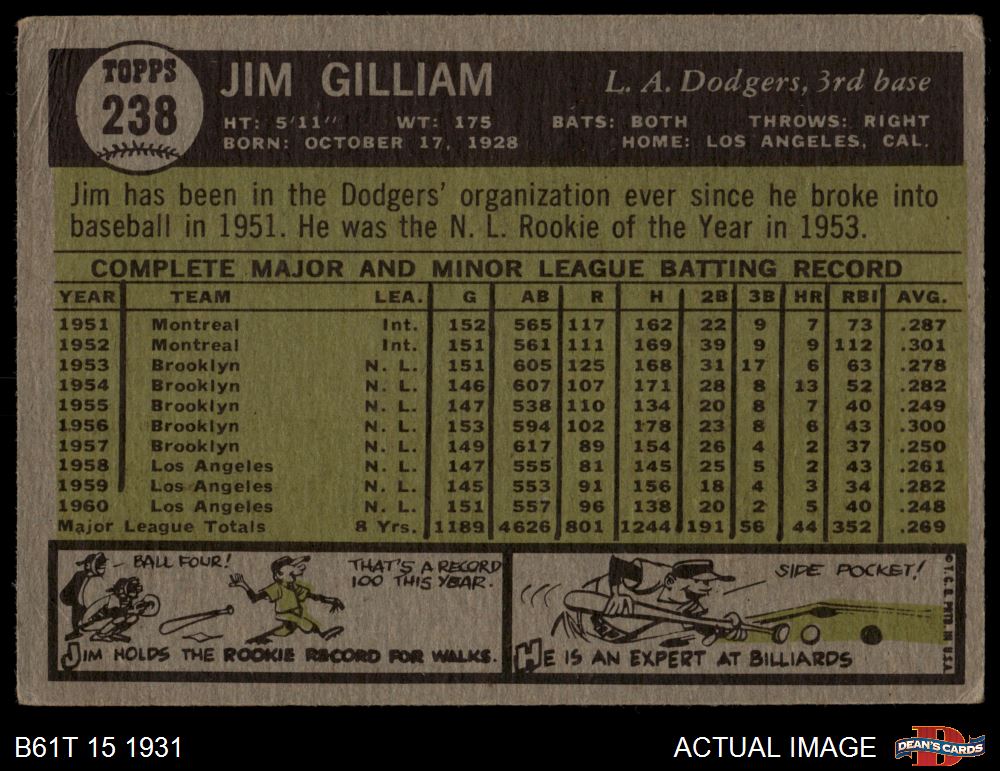 TOPPS
238
JIM GILLIAM
L. A. Dodgers, 3rd base
HT: 5'11" WT: 175 BATS: BOTH THROWS: RIGHT
BORN: OCTOBER 17, 1928 HOME: LOS ANGELES, CAL.
Jim has been in the Dodgers' organization ever since he broke into
baseball in 1951. He was the N. L. Rookie of the Year in 1953.
COMPLETE MAJOR AND MINOR LEAGUE BATTING RECORD
YEAR TEAM LEA. G AB R H 2B 3B HR RBI AVG.
1951 Montreal Int. 152 565 117 162 22 9 7 73 .287
1952 Montreal Int. 151 561 111 169 39 9 9 112 .301
1953 Brooklyn N. L. 151 605 125 168 31 17 6 63 .278
1954 Brooklyn N. L. 146 607 107 171 28 8 13 52 .282
1955 Brooklyn N. L. 147 538 110 134 20 8 7 40 .249
1956 Brooklyn N. L. 153 594 102 178 23 8 6 43 .300
1957 Brooklyn N. L. 149 617 89 154 26 4 2 37 .250
1958 Los Angeles N. L. 147 555 81 145 25 5 2 43 .261
1959 Los Angeles N. L. 145 553 91 156 18 4 3 34 .282
1960 Los Angeles N. L. 151 557 96 138 20 2 5 40 .248
Major League Totals 8 Yrs. 1189 4626 801 1244 191 56 44 352 .269
BALL FOUR!
THAT'S A RECORD
100 THIS YEAR.
JIM HOLDS THE ROOKIE RECORD FOR WALKS.
SIDE POCKET!
HE IS AN EXPERT AT BILLIARDS
© T.C.G. PRTD. IN U.S.A.
B61T 15 1931
ACTUAL IMAGE
DEAN'S CARDS